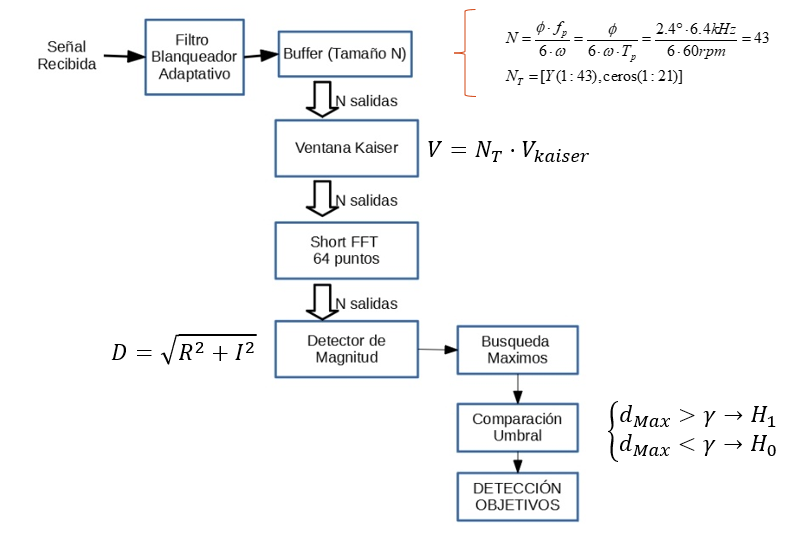 Señal
Recibida
Filtro
Blanqueador
Adaptativo
Buffer (Tamaño N)
N = ϕ·f_p / 6·ω = ϕ / 6·ω·T_p = 2.4°·6.4kHz / 6·60rpm = 43
N_T = [Y(1:43),ceros(1:21)]
N salidas
Ventana Kaiser
V = N_T · V_kaiser
N salidas
Short FFT
64 puntos
N salidas
D = √R² + I²
Detector de
Magnitud
Busqueda
Maximos
Comparación
Umbral
d_Max > γ → H₁
d_Max < γ → H₀
DETECCIÓN
OBJETIVOS